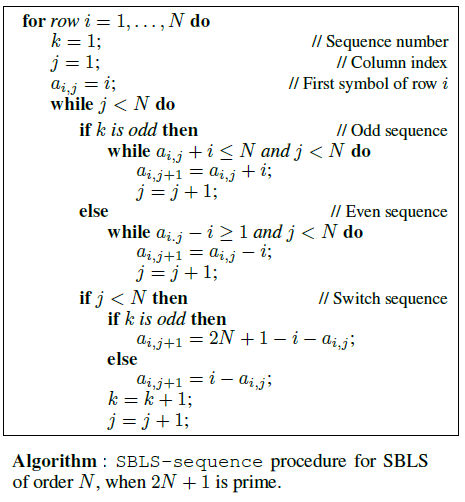 for row i = 1, . . . , N do
k = 1; // Sequence number
j = 1; // Column index
a_{i,j} = i; // First symbol of row i
while j < N do
if k is odd then // Odd sequence
while a_{i,j} + i ≤ N and j < N do
a_{i,j+1} = a_{i,j} + i;
j = j + 1;
else // Even sequence
while a_{i.j} − i ≥ 1 and j < N do
a_{i,j+1} = a_{i,j} − i;
j = j + 1;
if j < N then // Switch sequence
if k is odd then
a_{i,j+1} = 2N + 1 − i − a_{i,j};
else
a_{i,j+1} = i − a_{i,j};
k = k + 1;
j = j + 1;
Algorithm : SBLS-sequence procedure for SBLS
of order N, when 2N + 1 is prime.